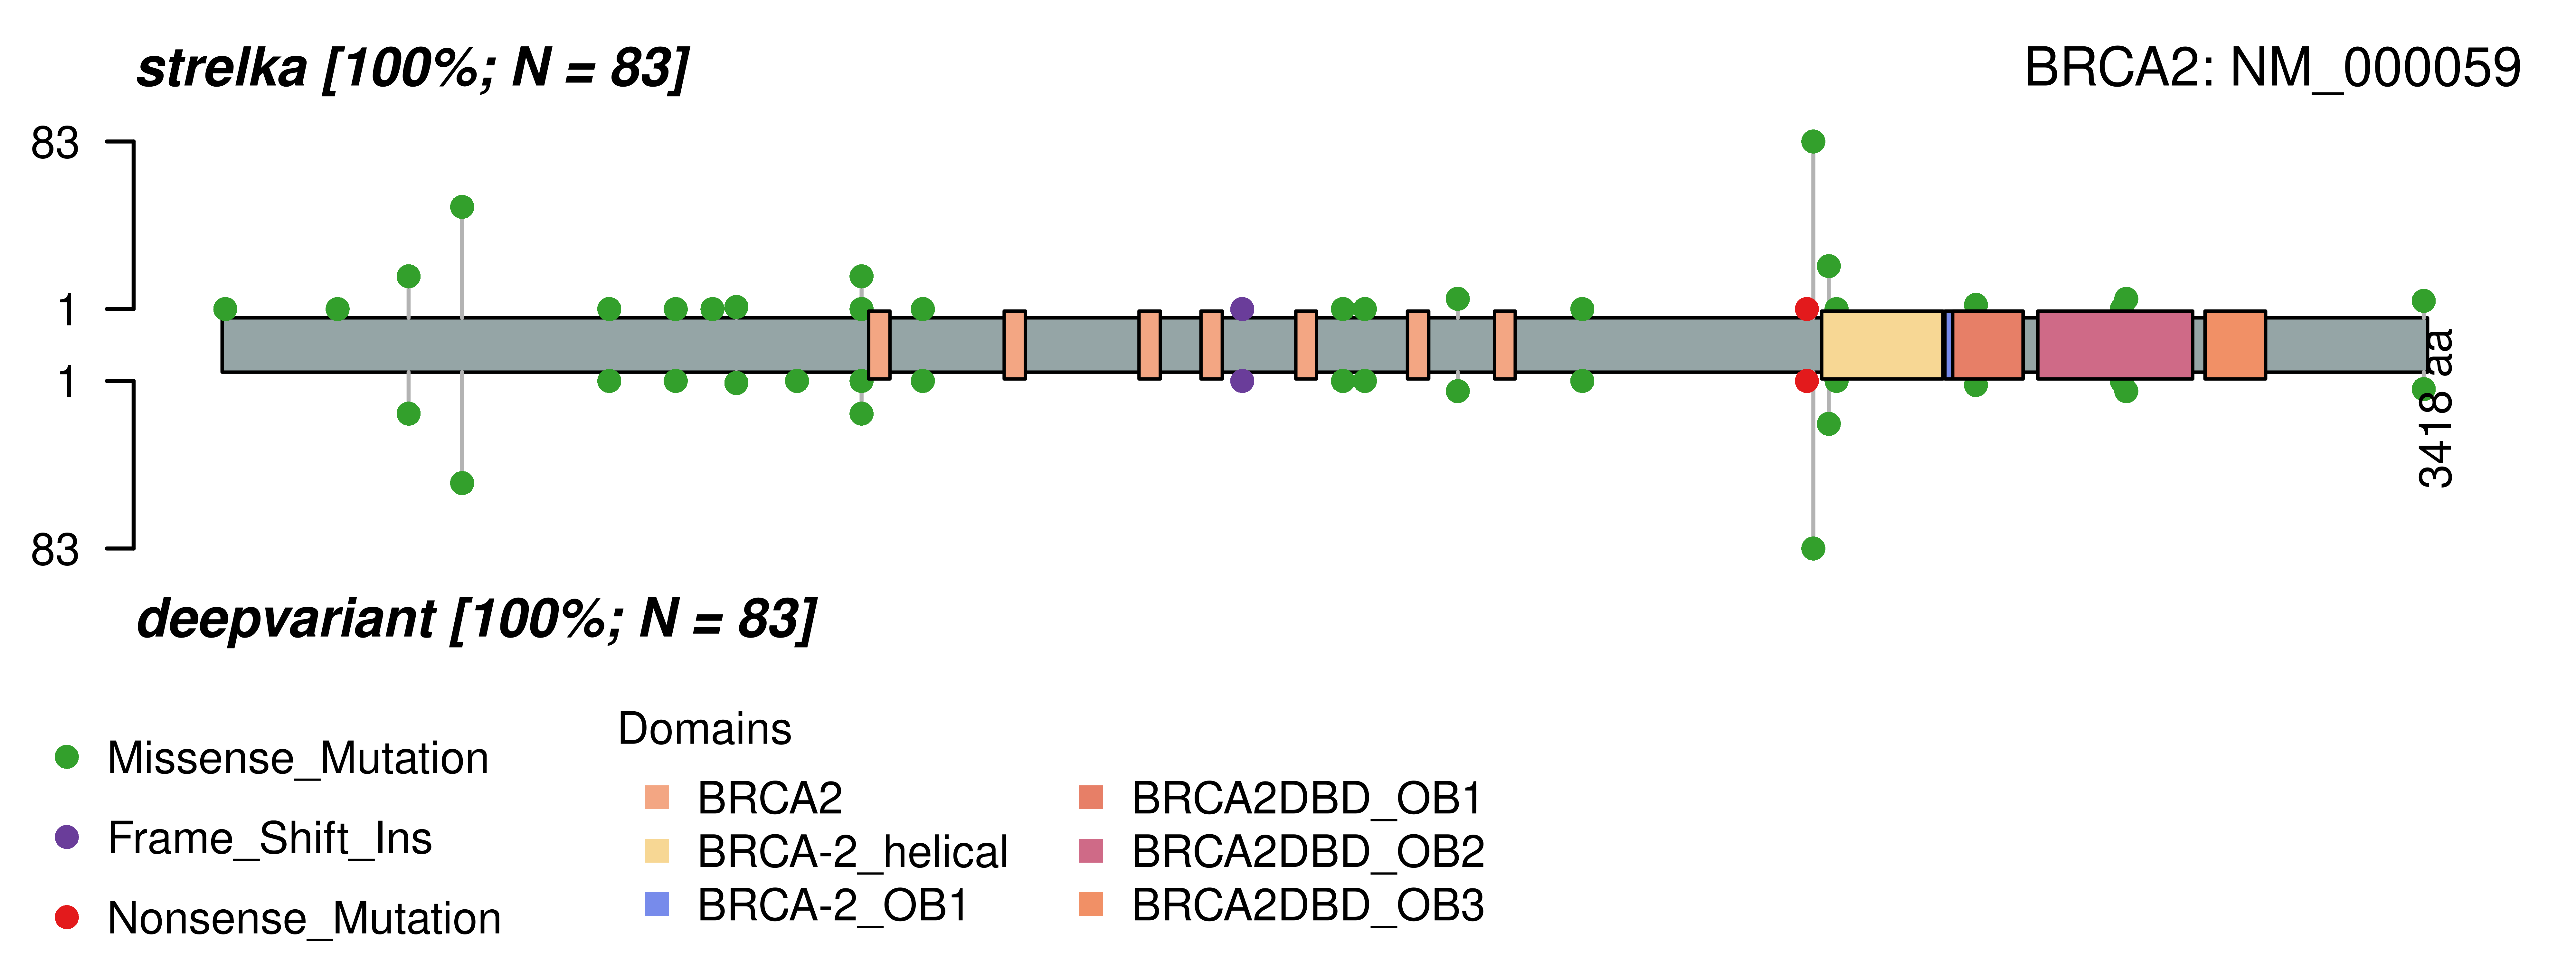 strelka [100%; N = 83]
BRCA2: NM_000059
83
1
1
83
3418 aa
deepvariant [100%; N = 83]
Missense_Mutation
Frame_Shift_Ins
Nonsense_Mutation
Domains
BRCA2
BRCA-2_helical
BRCA-2_OB1
BRCA2DBD_OB1
BRCA2DBD_OB2
BRCA2DBD_OB3